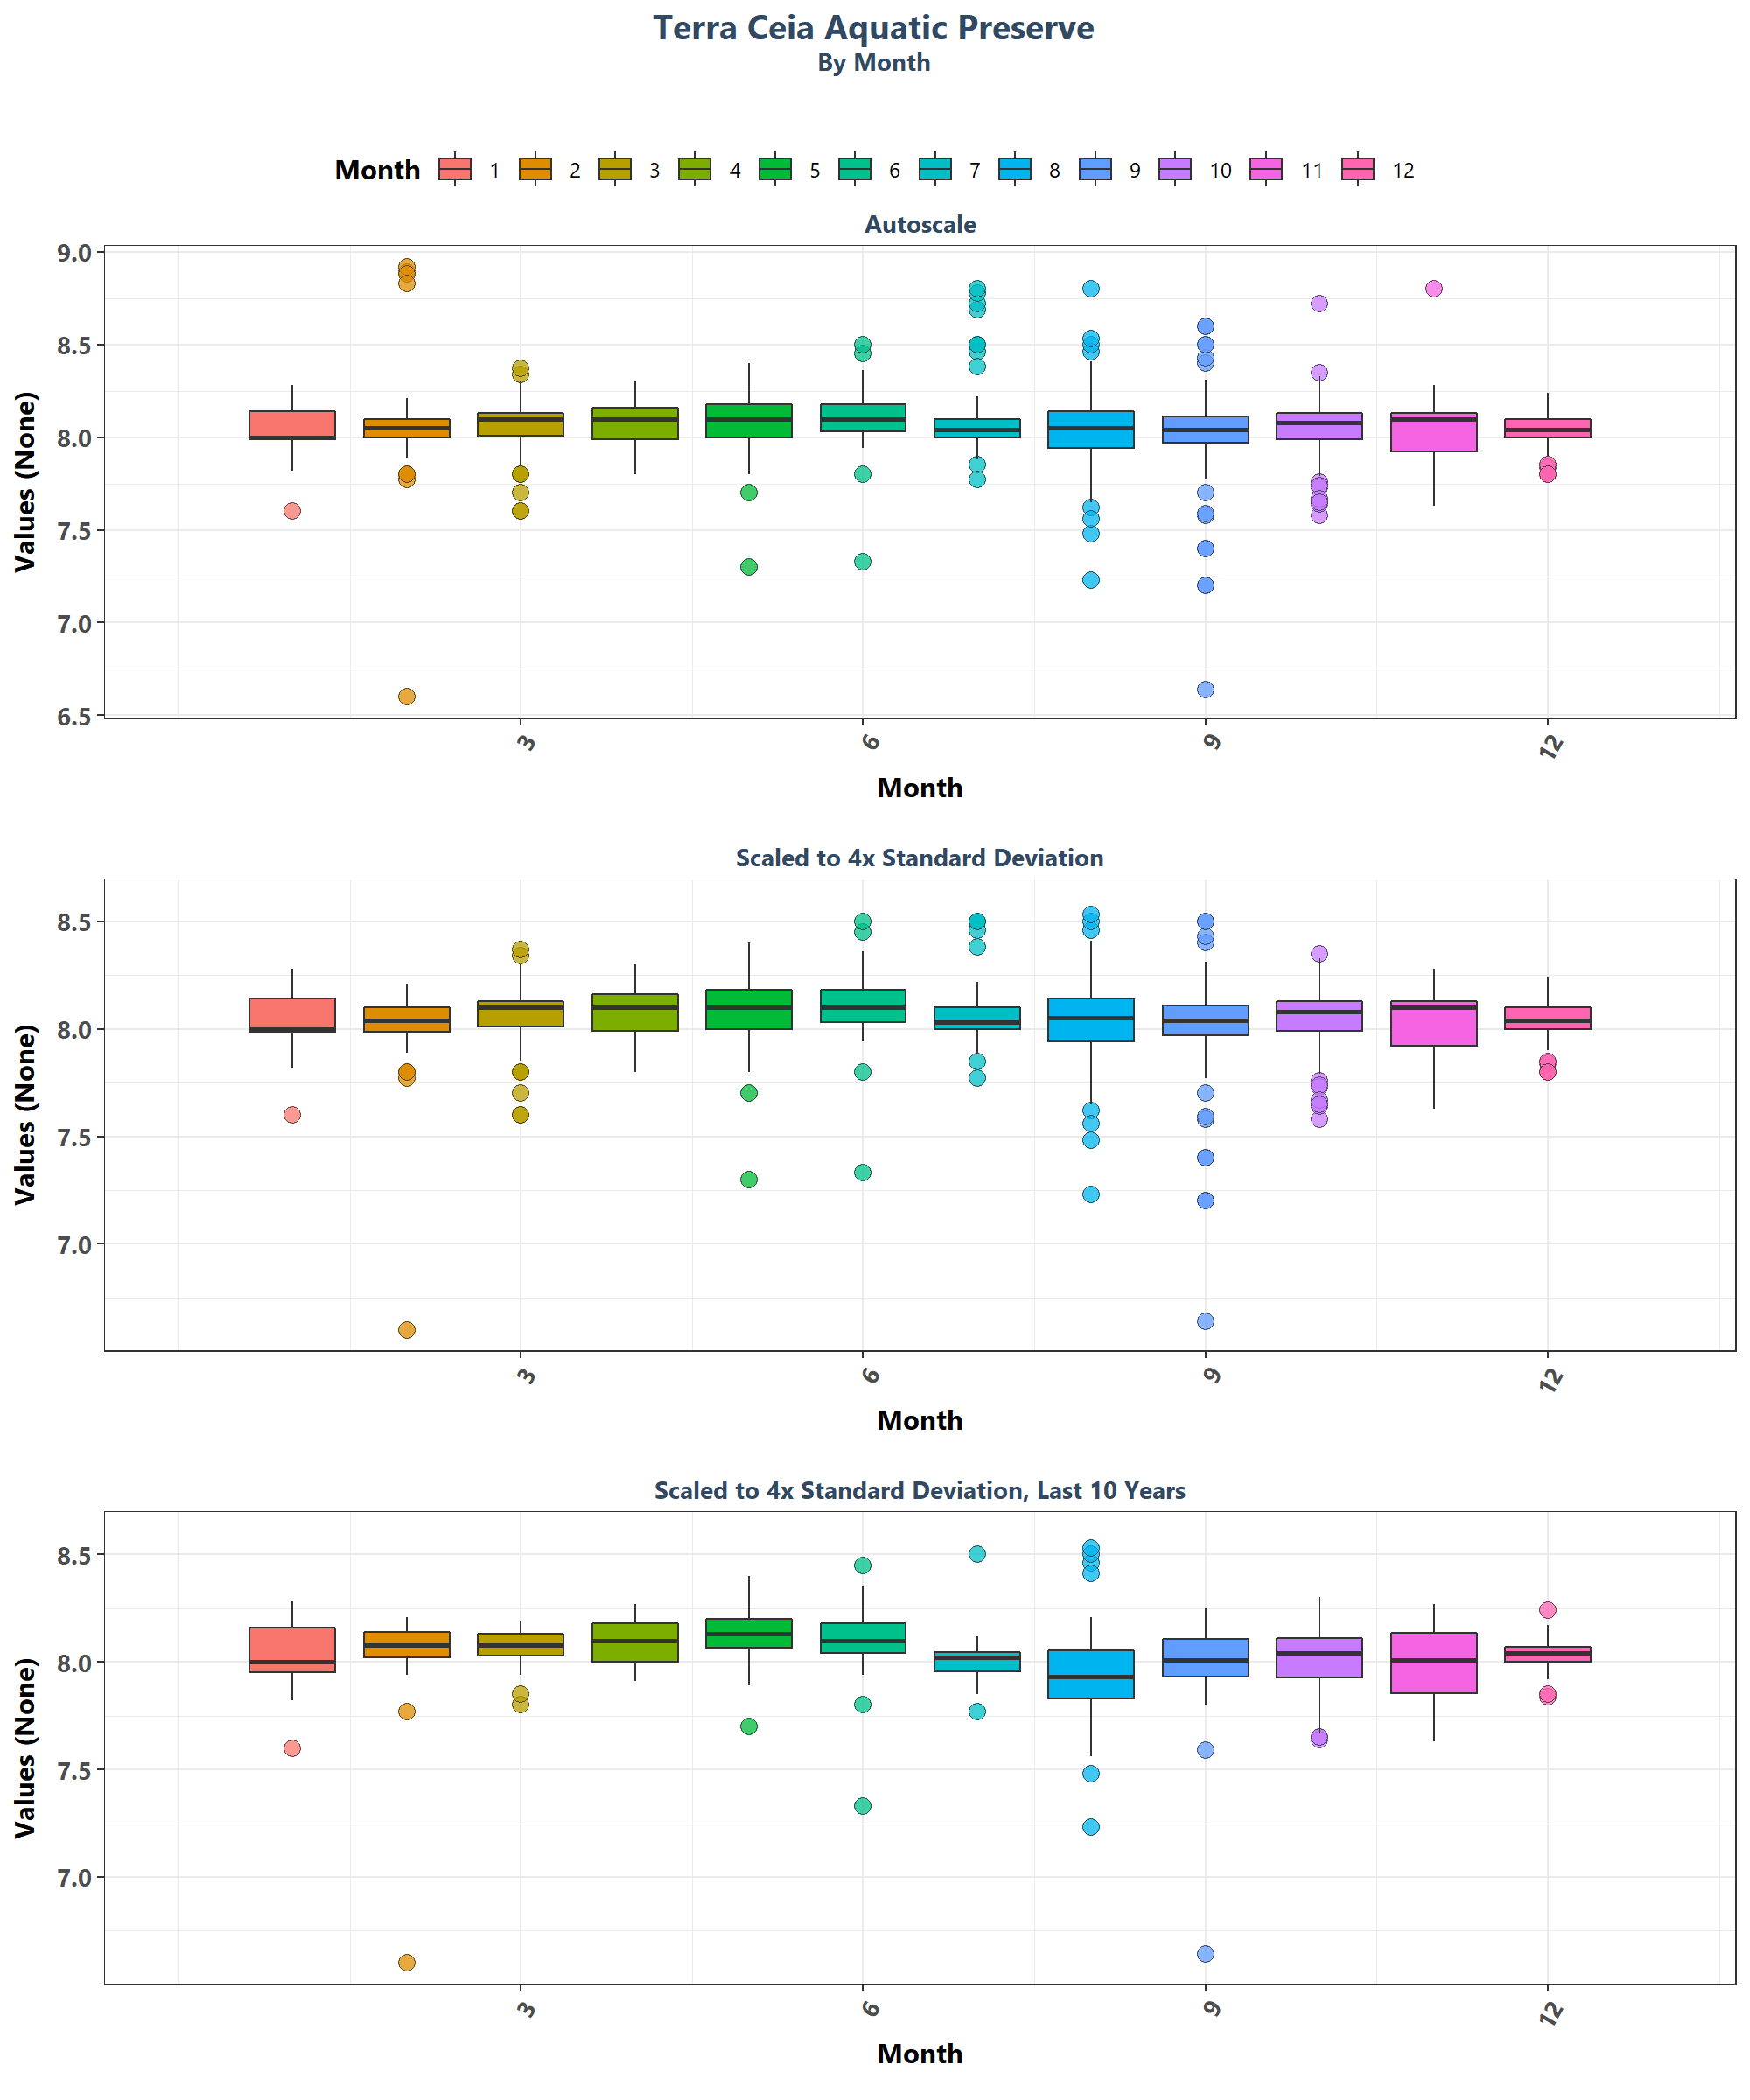 Terra Ceia Aquatic Preserve
By Month
Month 1 2 3 4 5 6 7 8 9 10 11 12
Autoscale
Values (None)
9.0
8.5
8.0
7.5
7.0
6.5
3 6 9 12
Month
Scaled to 4x Standard Deviation
Values (None)
8.5
8.0
7.5
7.0
3 6 9 12
Month
Scaled to 4x Standard Deviation, Last 10 Years
Values (None)
8.5
8.0
7.5
7.0
3 6 9 12
Month